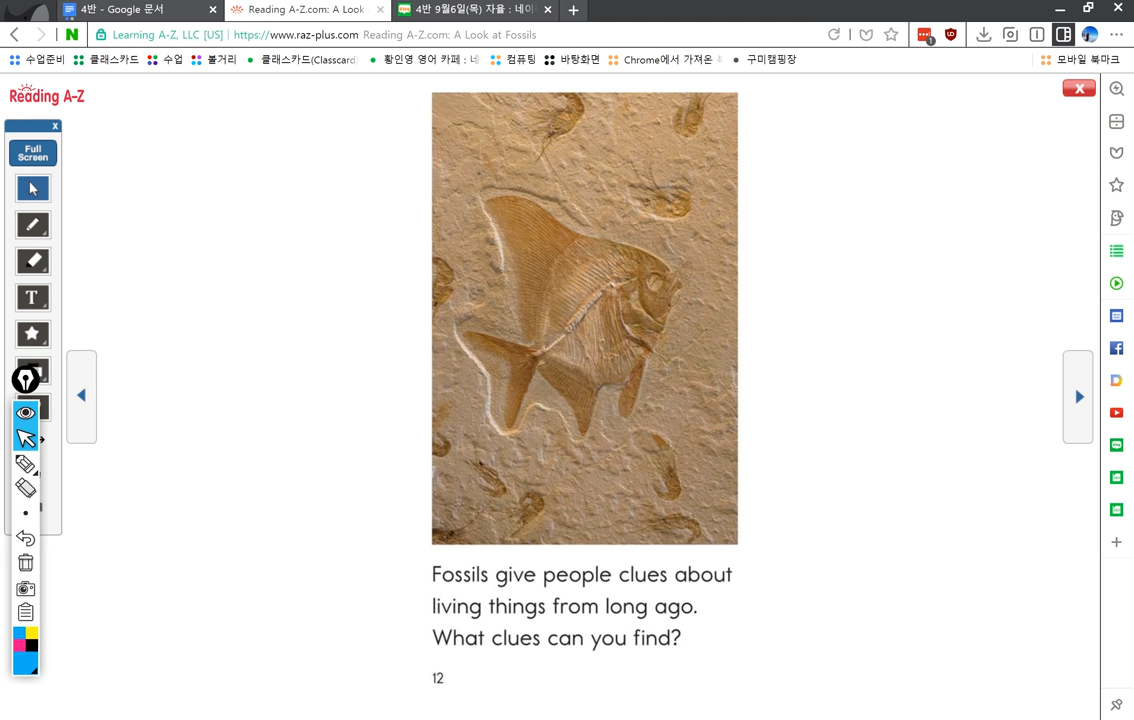 4반 - Google 문서
Reading A-Z.com: A Look
4반 9월6일(목) 자율 : 네이
Learning A-Z, LLC [US] | https://www.raz-plus.com Reading A-Z.com: A Look at Fossils
수업준비 클래스카드 수업 볼거리 클래스카드(Classcard) 황인영 영어 카페 : 네 컴퓨팅 바탕화면 Chrome에서 가져온 구미캠핑장 모바일 북마크
Reading A-Z
X
x
Full
Screen
T
Fossils give people clues about
living things from long ago.
What clues can you find?
12